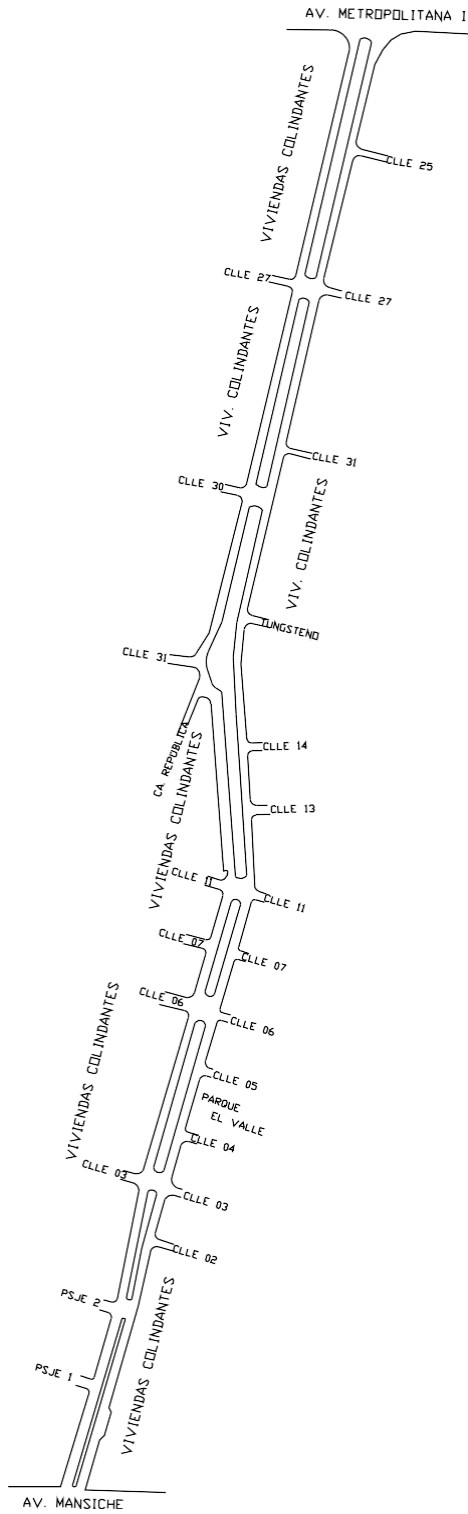 AV. METROPOLITANA I
VIVIENDAS COLINDANTES
CLLE 25
CLLE 27
CLLE 27
VIV. COLINDANTES
CLLE 31
CLLE 30
VIV. COLINDANTES
TUNGSTENO
CLLE 31
CA. REPUBLICA
CLLE 14
VIVIENDAS COLINDANTES
CLLE 13
CLLE 11
CLLE 11
CLLE 07
CLLE 07
CLLE 06
CLLE 06
VIVIENDAS COLINDANTES
CLLE 05
PARQUE
EL VALLE
CLLE 04
CLLE 03
CLLE 03
CLLE 02
PSJE 2
VIVIENDAS COLINDANTES
PSJE 1
AV. MANSICHE